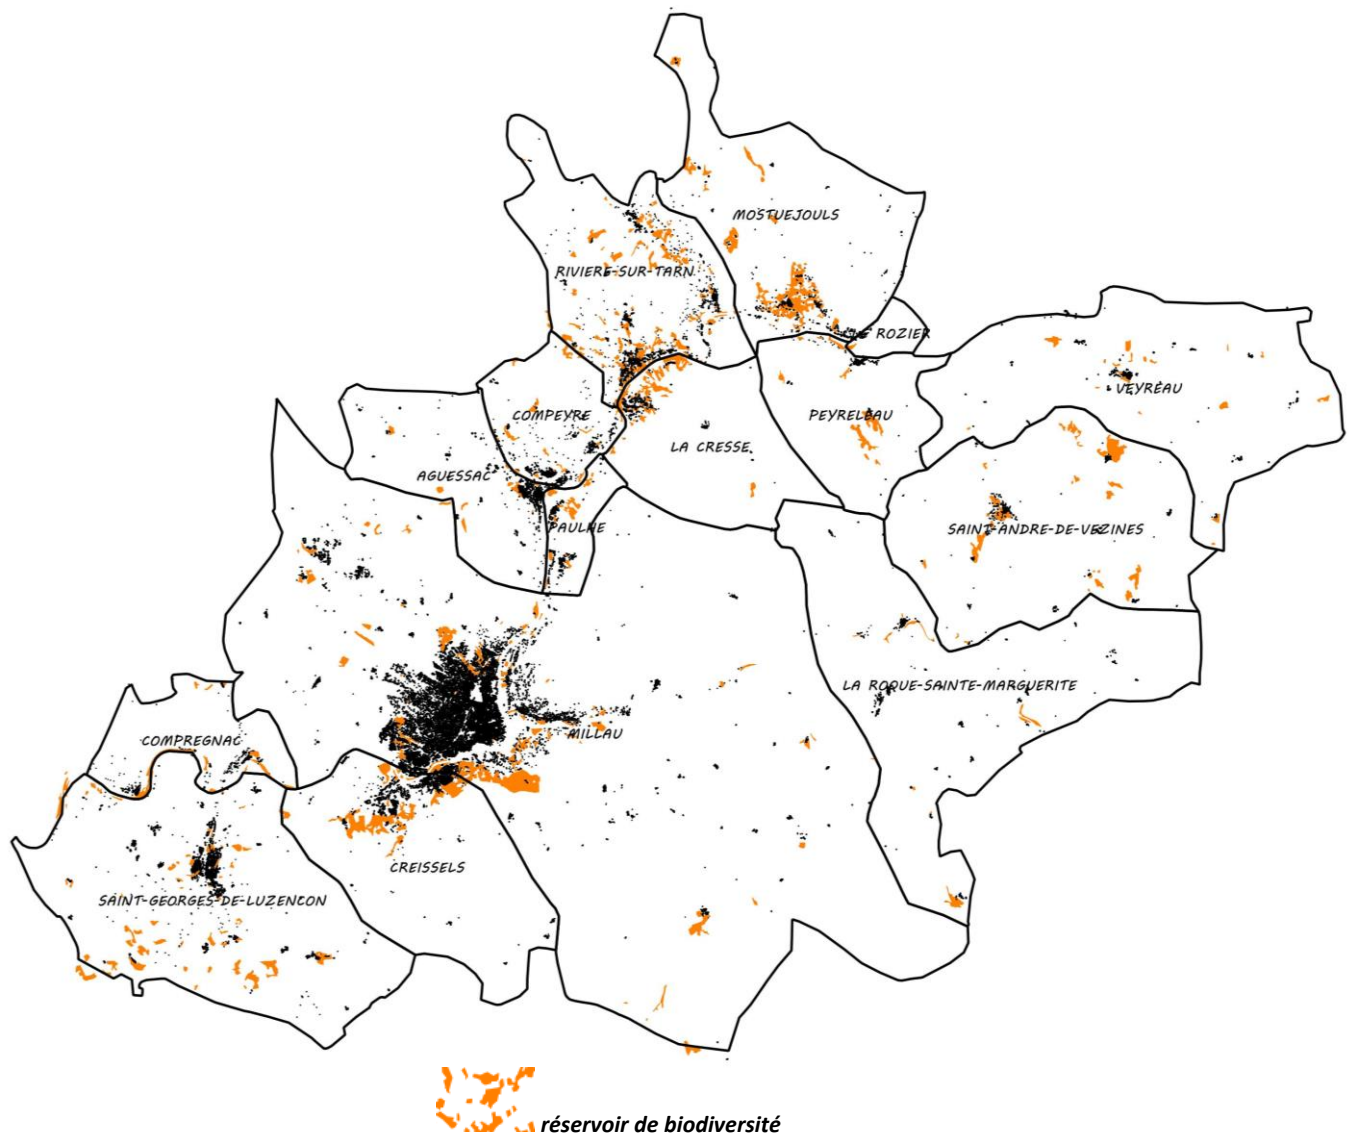 MOSTUEJOULS
RIVIERE-SUR-TARN
ROZIER
VEYREAU
COMPEYRE
PEYRELEAU
LA CRESSE
AGUESSAC
PAULHE
SAINT-ANDRE-DE-VEZINES
LA ROQUE-SAINTE-MARGUERITE
MILLAU
COMPREGNAC
CREISSELS
SAINT-GEORGES-DE-LUZENCON
réservoir de biodiversité